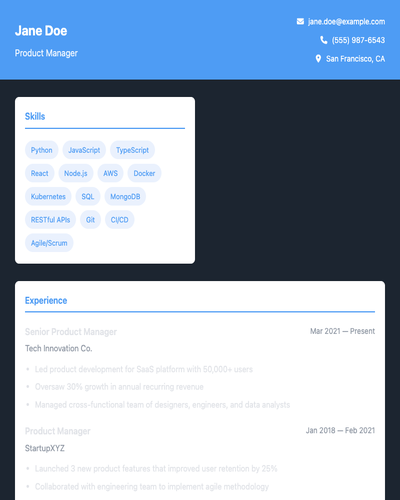 Jane Doe
Product Manager
jane.doe@example.com
(555) 987-6543
San Francisco, CA
Skills
Python JavaScript TypeScript
React Node.js AWS Docker
Kubernetes SQL MongoDB
RESTful APIs Git CI/CD
Agile/Scrum
Experience
Senior Product Manager Mar 2021 — Present
Tech Innovation Co.
• Led product development for SaaS platform with 50,000+ users
• Oversaw 30% growth in annual recurring revenue
• Managed cross-functional team of designers, engineers, and data analysts
Product Manager Jan 2018 — Feb 2021
StartupXYZ
• Launched 3 new product features that improved user retention by 25%
• Collaborated with engineering team to implement agile methodology